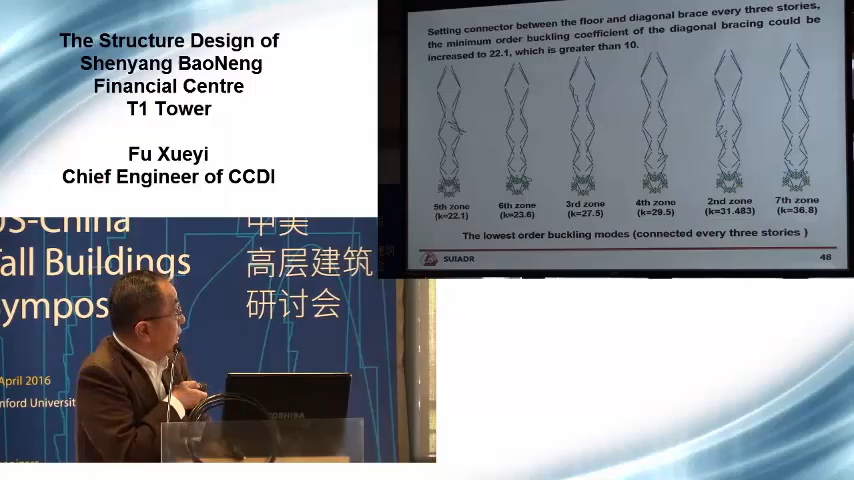 The Structure Design of
Shenyang BaoNeng
Financial Centre
T1 Tower
Fu Xueyi
Chief Engineer of CCDI
Setting connector between the floor and diagonal brace every three stories,
the minimum order buckling coefficient of the diagonal bracing could be
increased to 22.1, which is greater than 10.
5th zone
(k=22.1)
6th zone
(k=23.6)
3rd zone
(k=27.5)
4th zone
(k=29.5)
2nd zone
(k=31.483)
7th zone
(k=36.8)
The lowest order buckling modes (connected every three stories )
SUIADR
48
US-China
Tall Buildings
Sympos
中美
高层建筑
研讨会
April 2016
nford Universit
TOSHIBA